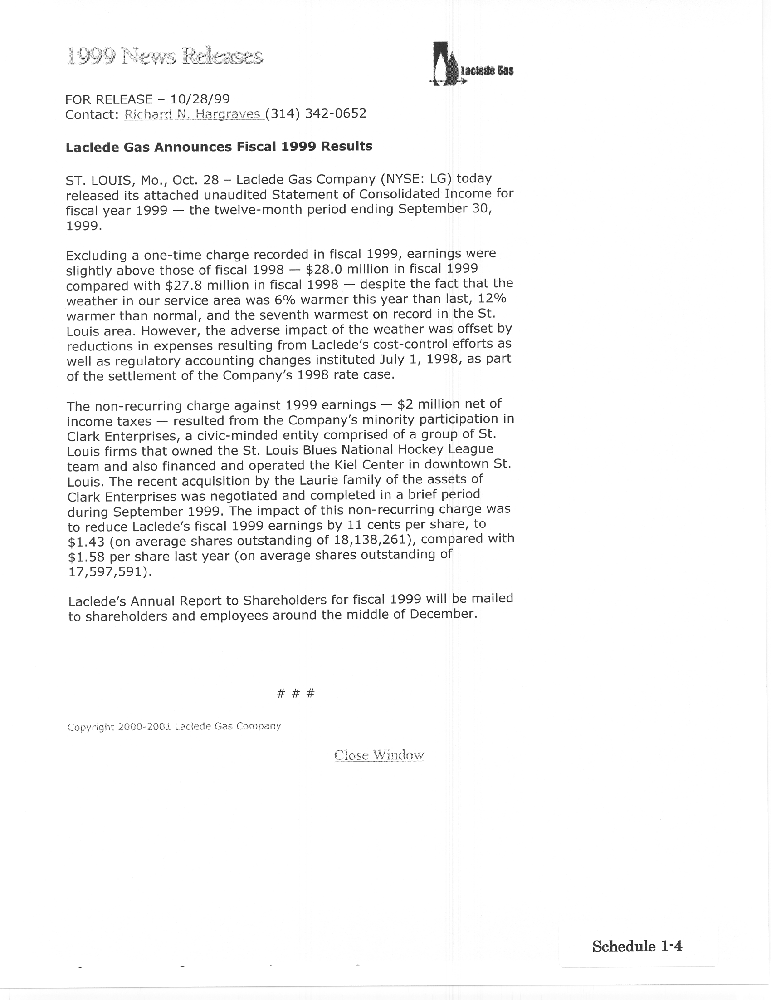 1999 News Releases
Laclede Gas
FOR RELEASE – 10/28/99
Contact: Richard N. Hargraves (314) 342-0652
Laclede Gas Announces Fiscal 1999 Results
ST. LOUIS, Mo., Oct. 28 – Laclede Gas Company (NYSE: LG) today
released its attached unaudited Statement of Consolidated Income for
fiscal year 1999 — the twelve-month period ending September 30,
1999.
Excluding a one-time charge recorded in fiscal 1999, earnings were
slightly above those of fiscal 1998 — $28.0 million in fiscal 1999
compared with $27.8 million in fiscal 1998 — despite the fact that the
weather in our service area was 6% warmer this year than last, 12%
warmer than normal, and the seventh warmest on record in the St.
Louis area. However, the adverse impact of the weather was offset by
reductions in expenses resulting from Laclede’s cost-control efforts as
well as regulatory accounting changes instituted July 1, 1998, as part
of the settlement of the Company’s 1998 rate case.
The non-recurring charge against 1999 earnings — $2 million net of
income taxes — resulted from the Company’s minority participation in
Clark Enterprises, a civic-minded entity comprised of a group of St.
Louis firms that owned the St. Louis Blues National Hockey League
team and also financed and operated the Kiel Center in downtown St.
Louis. The recent acquisition by the Laurie family of the assets of
Clark Enterprises was negotiated and completed in a brief period
during September 1999. The impact of this non-recurring charge was
to reduce Laclede’s fiscal 1999 earnings by 11 cents per share, to
$1.43 (on average shares outstanding of 18,138,261), compared with
$1.58 per share last year (on average shares outstanding of
17,597,591).
Laclede’s Annual Report to Shareholders for fiscal 1999 will be mailed
to shareholders and employees around the middle of December.
# # #
Copyright 2000-2001 Laclede Gas Company
Close Window
Schedule 1-4